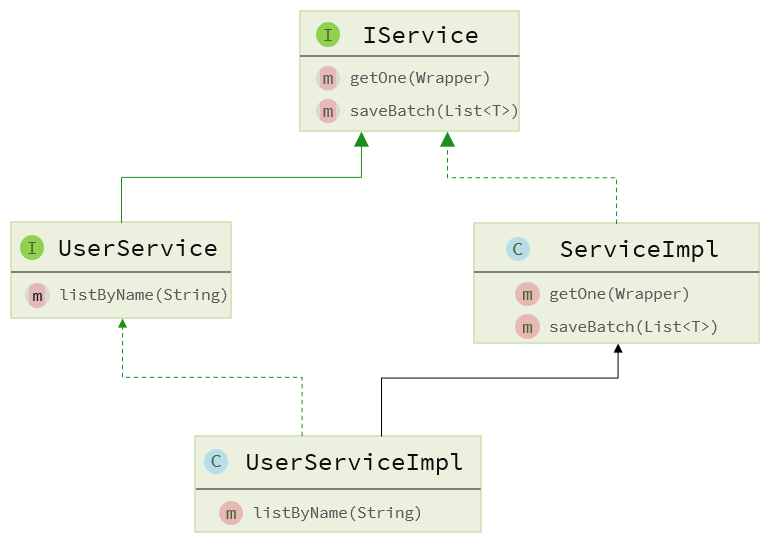 I IService
m getOne(Wrapper)
m saveBatch(List<T>)
I UserService
m listByName(String)
C ServiceImpl
m getOne(Wrapper)
m saveBatch(List<T>)
C UserServiceImpl
m listByName(String)